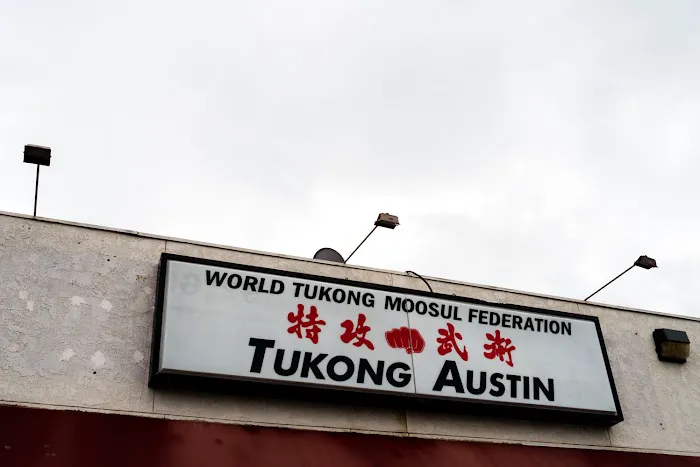 WORLD TUKONG MOOSUL FEDERATION
特攻武術
TUKONG AUSTIN